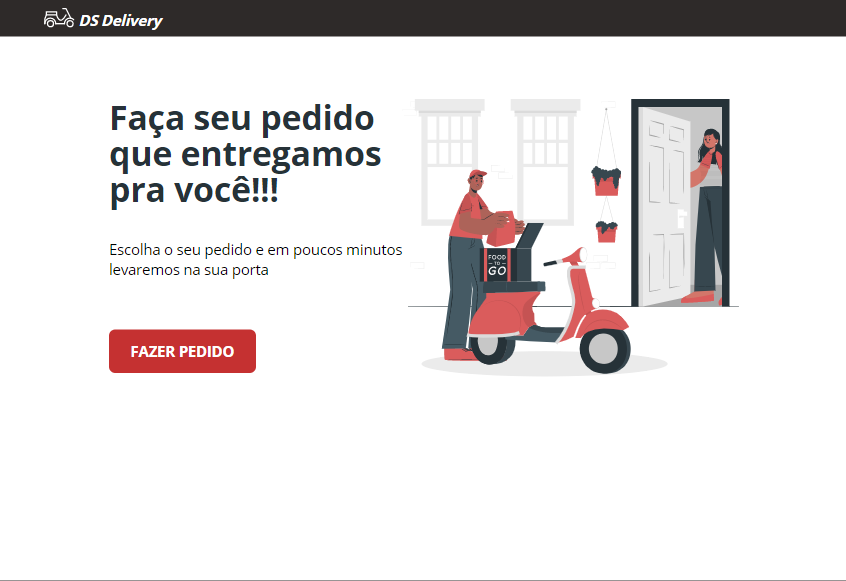 DS Delivery
Faça seu pedido
que entregamos
pra você!!!
Escolha o seu pedido e em poucos minutos
levaremos na sua porta
FOOD
TO
GO
FAZER PEDIDO